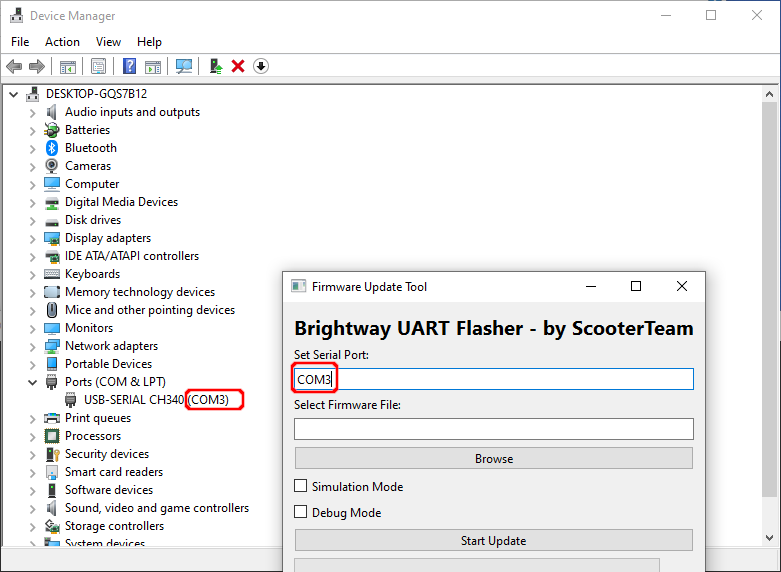 Device Manager
File Action View Help
DESKTOP-GQS7B12
Audio inputs and outputs
Batteries
Bluetooth
Cameras
Computer
Digital Media Devices
Disk drives
Display adapters
IDE ATA/ATAPI controllers
Keyboards
Memory technology devices
Mice and other pointing devices
Monitors
Network adapters
Portable Devices
Ports (COM & LPT)
USB-SERIAL CH340 (COM3)
Print queues
Processors
Security devices
Smart card readers
Software devices
Sound, video and game controllers
Storage controllers
System devices
Firmware Update Tool
Brightway UART Flasher - by ScooterTeam
Set Serial Port:
COM3
Select Firmware File:
Browse
Simulation Mode
Debug Mode
Start Update